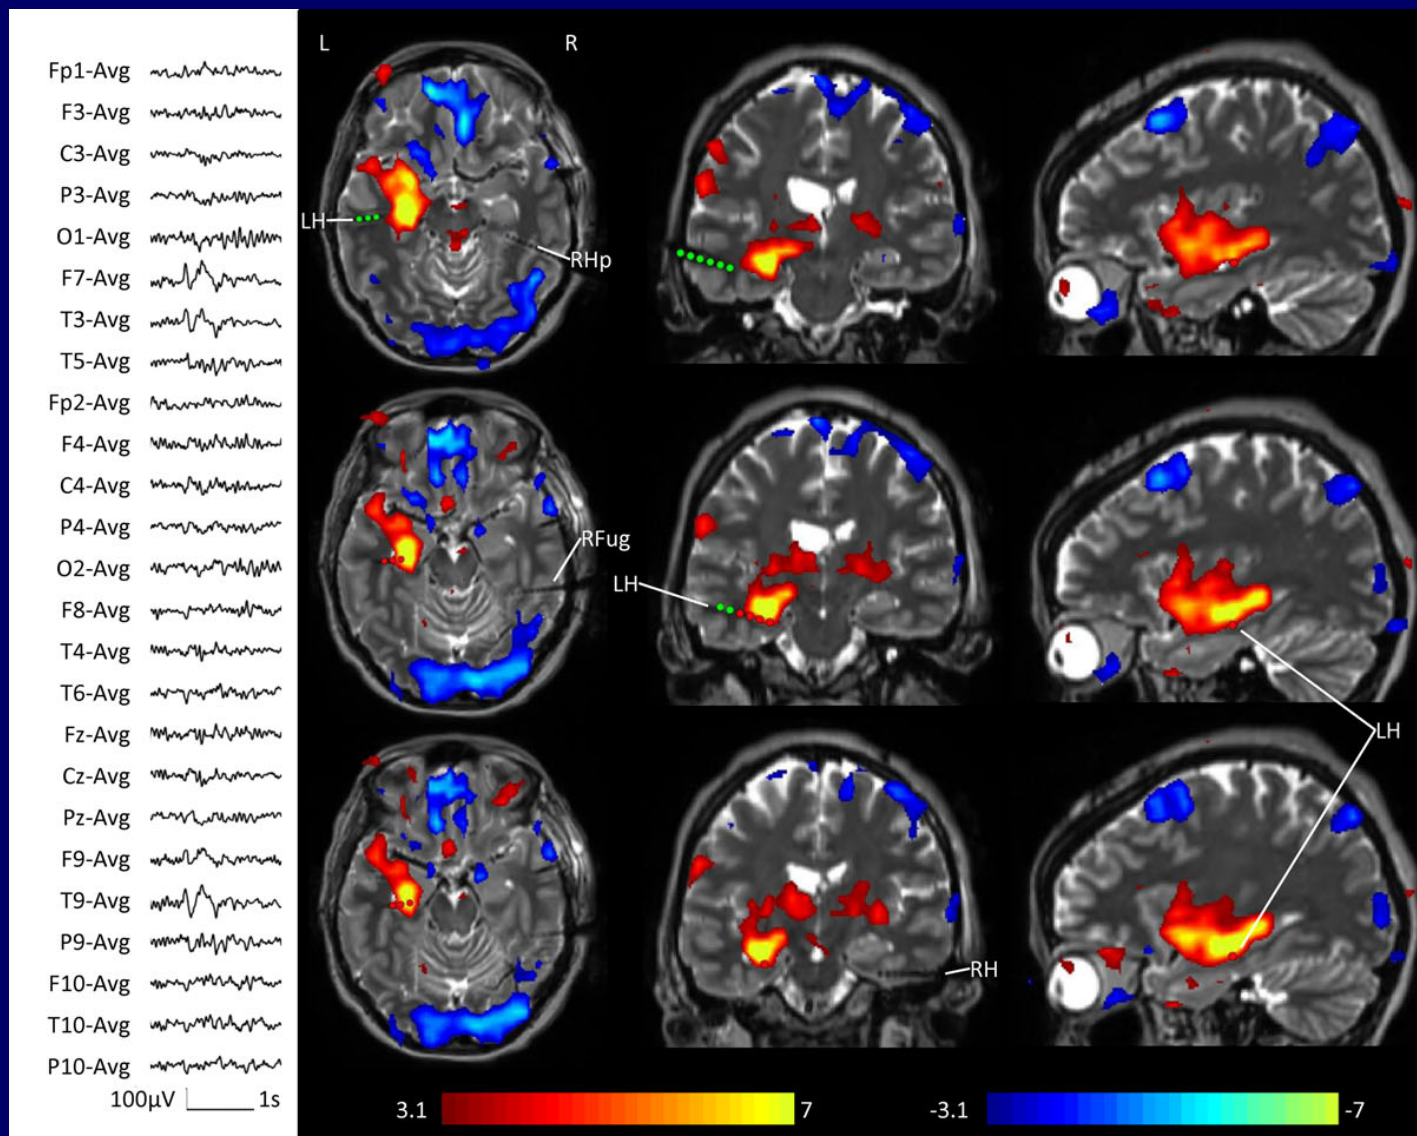 Fp1-Avg
F3-Avg
C3-Avg
P3-Avg
O1-Avg
F7-Avg
T3-Avg
T5-Avg
Fp2-Avg
F4-Avg
C4-Avg
P4-Avg
O2-Avg
F8-Avg
T4-Avg
T6-Avg
Fz-Avg
Cz-Avg
Pz-Avg
F9-Avg
T9-Avg
P9-Avg
F10-Avg
T10-Avg
P10-Avg
100µV 1s
L R
LH
RHp
RFug
LH
LH
RH
3.1 7 -3.1 -7